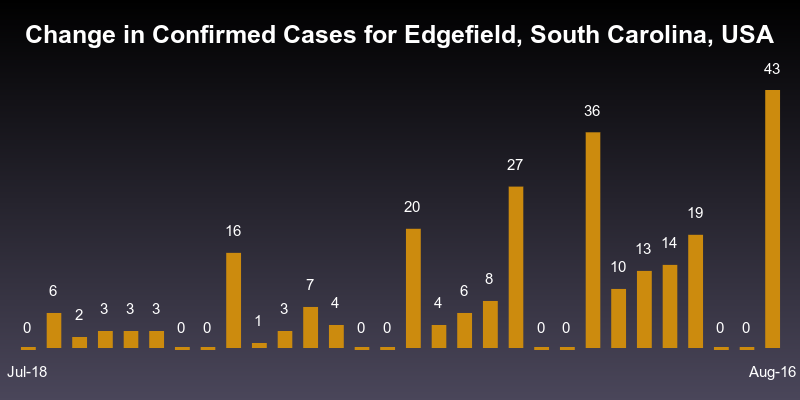 Change in Confirmed Cases for Edgefield, South Carolina, USA
0 6 2 3 3 3 0 0 16 1 3 7 4 0 0 20 4 6 8 27 0 0 36 10 13 14 19 0 0 43
Jul-18 Aug-16